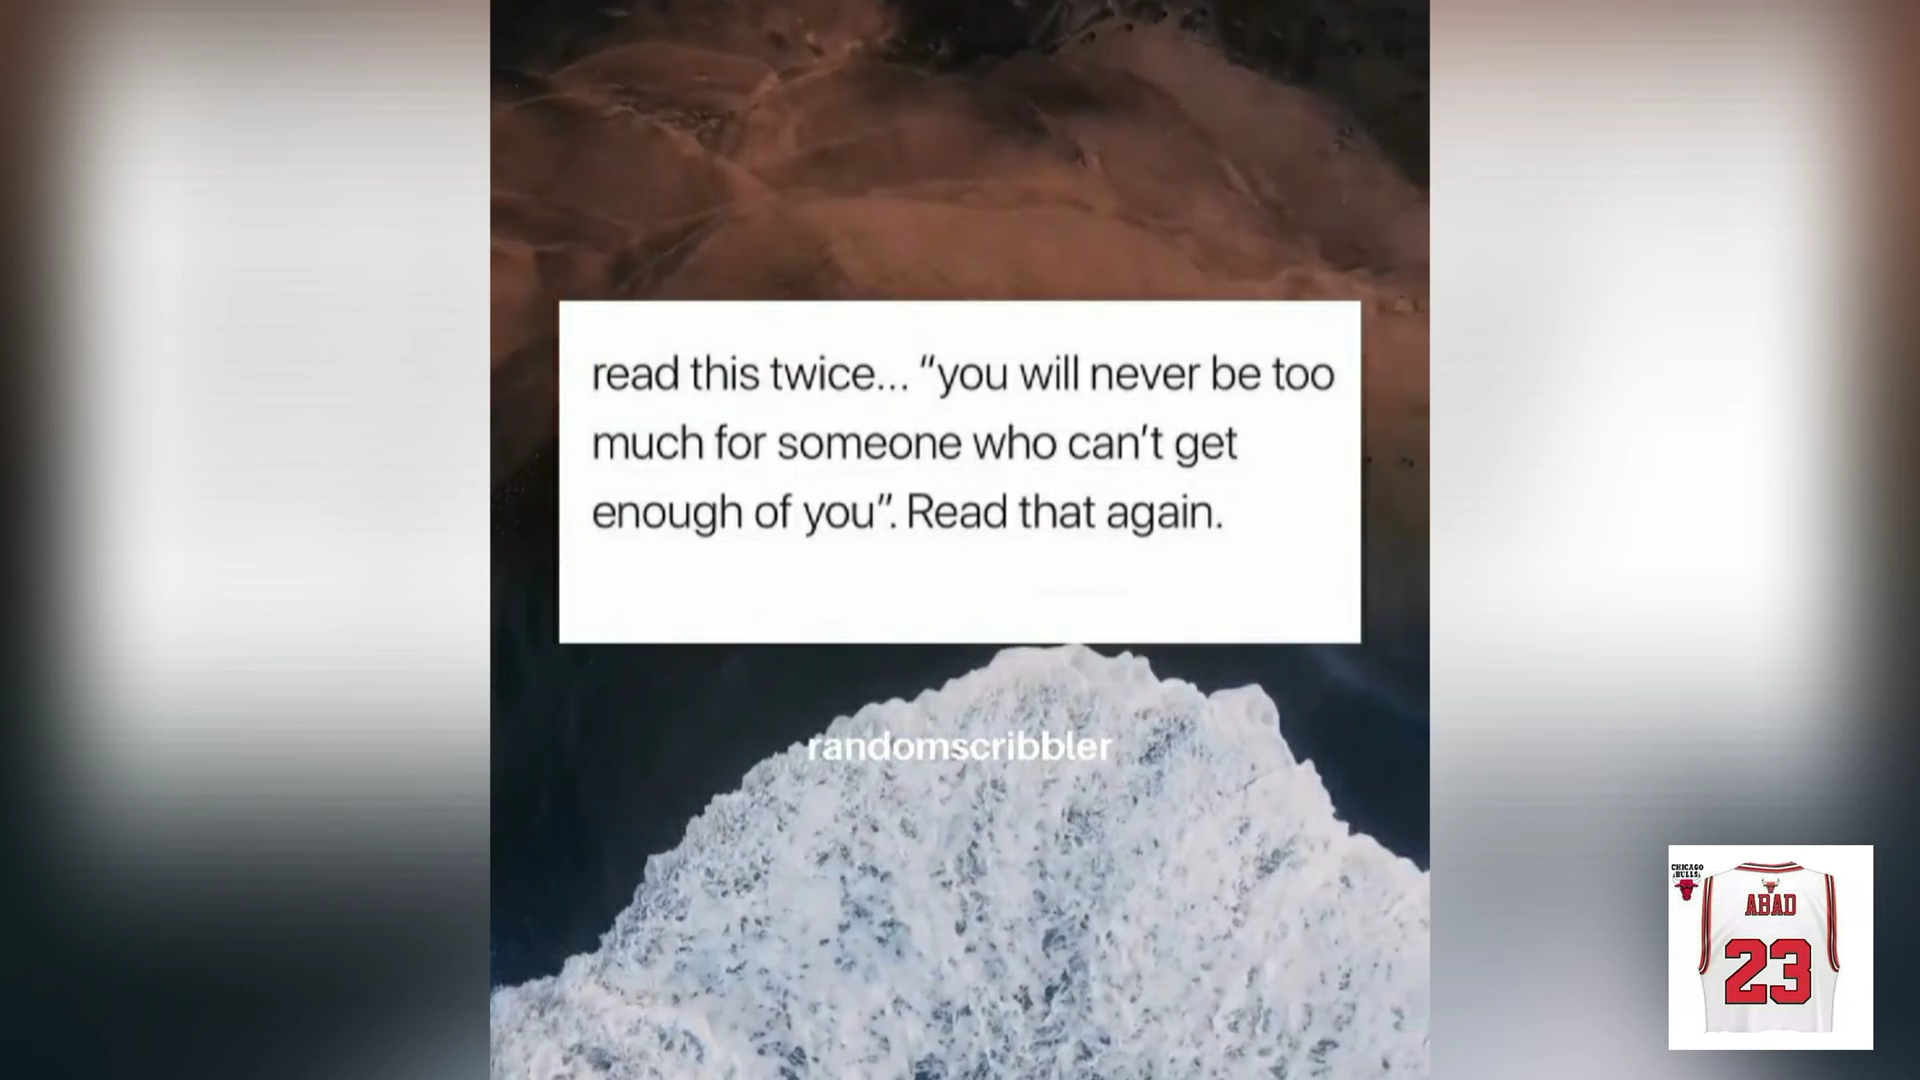 read this twice... “you will never be too
much for someone who can’t get
enough of you”. Read that again.
randomscribbler
CHICAGO
BULLS
ABAD
23